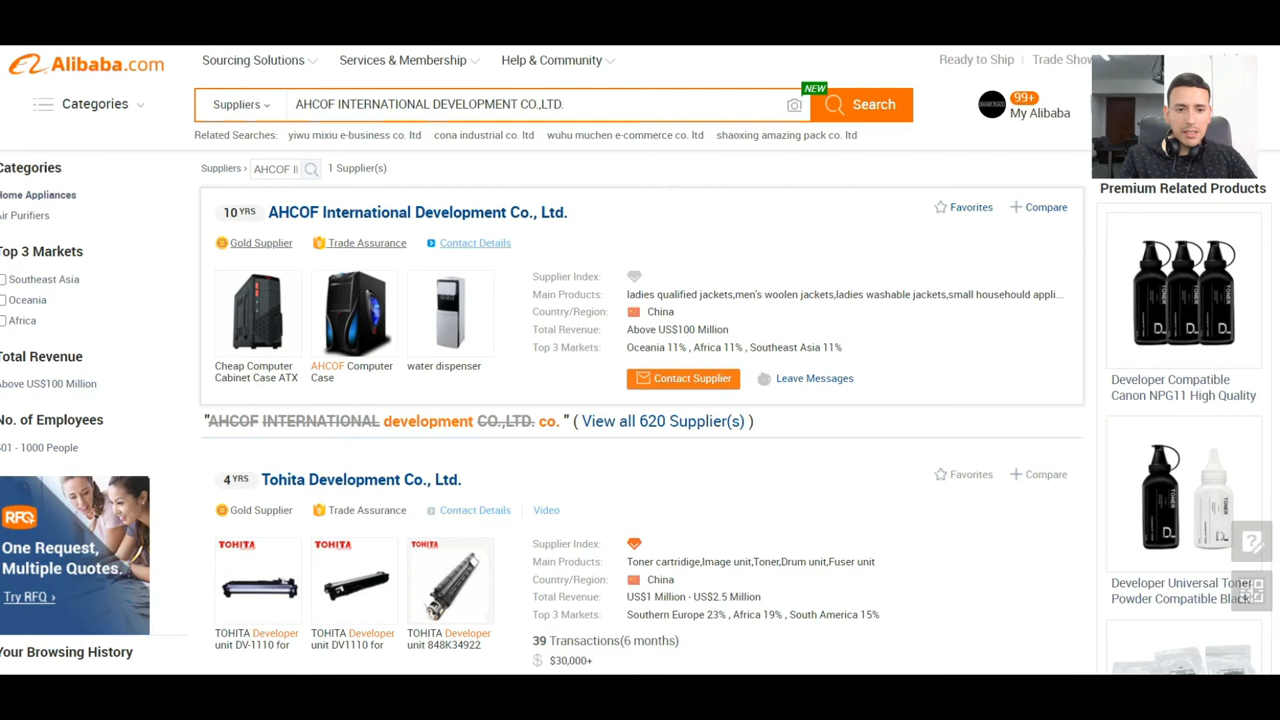 Alibaba.com
Sourcing Solutions
Services & Membership
Help & Community
Ready to Ship
Trade Show
Categories
Suppliers
AHCOF INTERNATIONAL DEVELOPMENT CO.,LTD.
NEW
Search
99+
My Alibaba
Related Searches: yiwu mixiu e-business co. ltd cona industrial co. ltd wuhu muchen e-commerce co. ltd shaoxing amazing pack co. ltd
Categories
Home Appliances
Air Purifiers
Top 3 Markets
Southeast Asia
Oceania
Africa
Total Revenue
Above US$100 Million
No. of Employees
501 - 1000 People
RFQ
One Request,
Multiple Quotes.
Try RFQ ›
Your Browsing History
Suppliers › AHCOF II 1 Supplier(s)
10 YRS AHCOF International Development Co., Ltd.
Favorites Compare
Gold Supplier Trade Assurance Contact Details
Cheap Computer
Cabinet Case ATX
AHCOF Computer
Case
water dispenser
Supplier Index:
Main Products: ladies qualified jackets,men's woolen jackets,ladies washable jackets,small househould appli...
Country/Region: China
Total Revenue: Above US$100 Million
Top 3 Markets: Oceania 11% , Africa 11% , Southeast Asia 11%
Contact Supplier Leave Messages
"AHCOF INTERNATIONAL development CO.,LTD. co. " ( View all 620 Supplier(s) )
4 YRS Tohita Development Co., Ltd.
Favorites Compare
Gold Supplier Trade Assurance Contact Details Video
TOHITA
TOHITA
TOHITA
TOHITA Developer
unit DV-1110 for
TOHITA Developer
unit DV1110 for
TOHITA Developer
unit 848K34922
Supplier Index:
Main Products: Toner cartridige,Image unit,Toner,Drum unit,Fuser unit
Country/Region: China
Total Revenue: US$1 Million - US$2.5 Million
Top 3 Markets: Southern Europe 23% , Africa 19% , South America 15%
39 Transactions(6 months)
$30,000+
Premium Related Products
Developer Compatible
Canon NPG11 High Quality
Developer Universal Toner
Powder Compatible Black